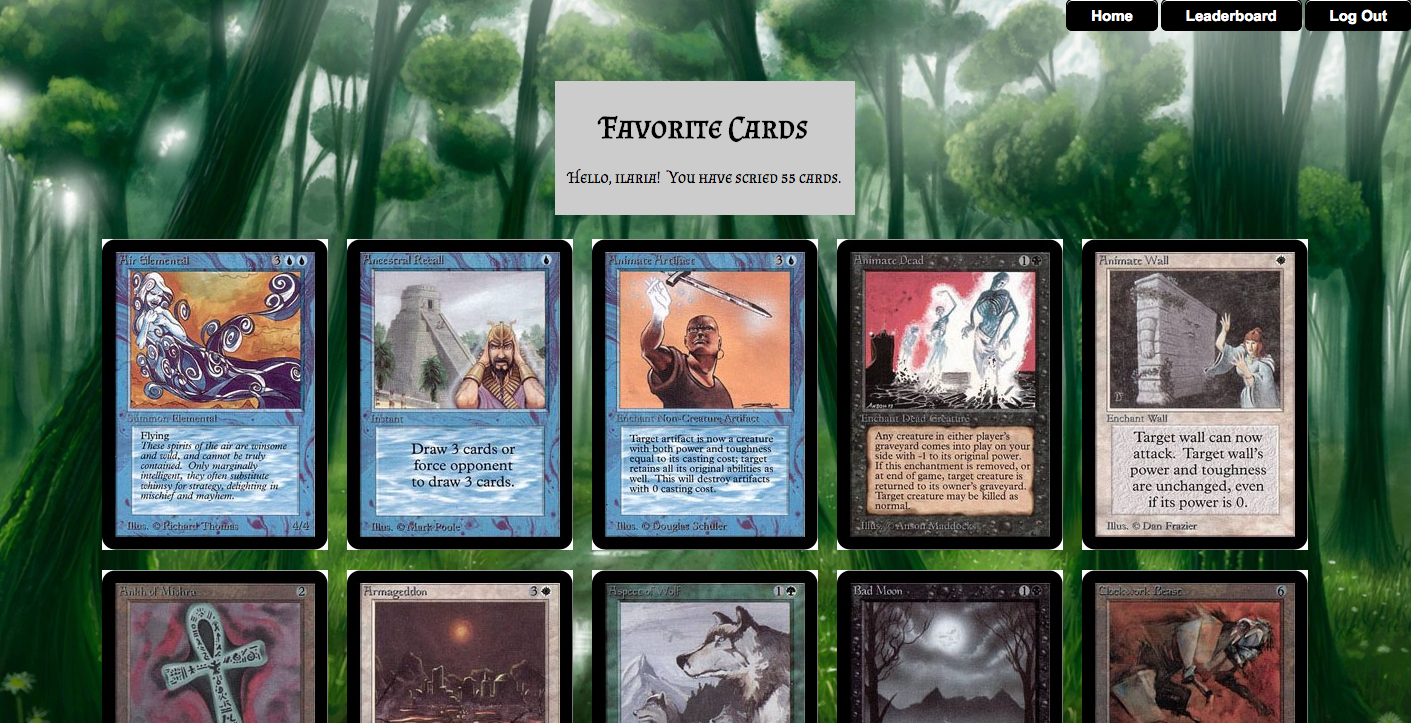 Home
Leaderboard
Log Out
Favorite Cards
Hello, ilaria! You have scried 55 cards.
Air Elemental 3
Summon Elemental
Flying
These spirits of the air are winsome
and wild, and cannot be truly
contained. Only marginally
intelligent, they often substitute
whimsy for strategy, delighting in
mischief and mayhem.
Illus. © Richard Thomas 4/4
Ancestral Recall
Instant
Draw 3 cards or
force opponent
to draw 3 cards.
Illus. © Mark Poole
Animate Artifact 3
Enchant Non-Creature Artifact
Target artifact is now a creature
with both power and toughness
equal to its casting cost; target
retains all its original abilities as
well. This will destroy artifacts
with 0 casting cost.
Illus. © Douglas Schuler
Animate Dead 1
Enchant Dead Creature
Any creature in either player's
graveyard comes into play on your
side with -1 to its original power.
If this enchantment is removed, or
at end of game, target creature is
returned to its owner's graveyard.
Target creature may be killed as
normal.
Illus. © Anson Maddocks
Animate Wall
Enchant Wall
Target wall can now
attack. Target wall's
power and toughness
are unchanged, even
if its power is 0.
Illus. © Dan Frazier
Ankh of Mishra 2
Armageddon 3
Aspect of Wolf 1
Bad Moon 1
Clockwork Beast 6